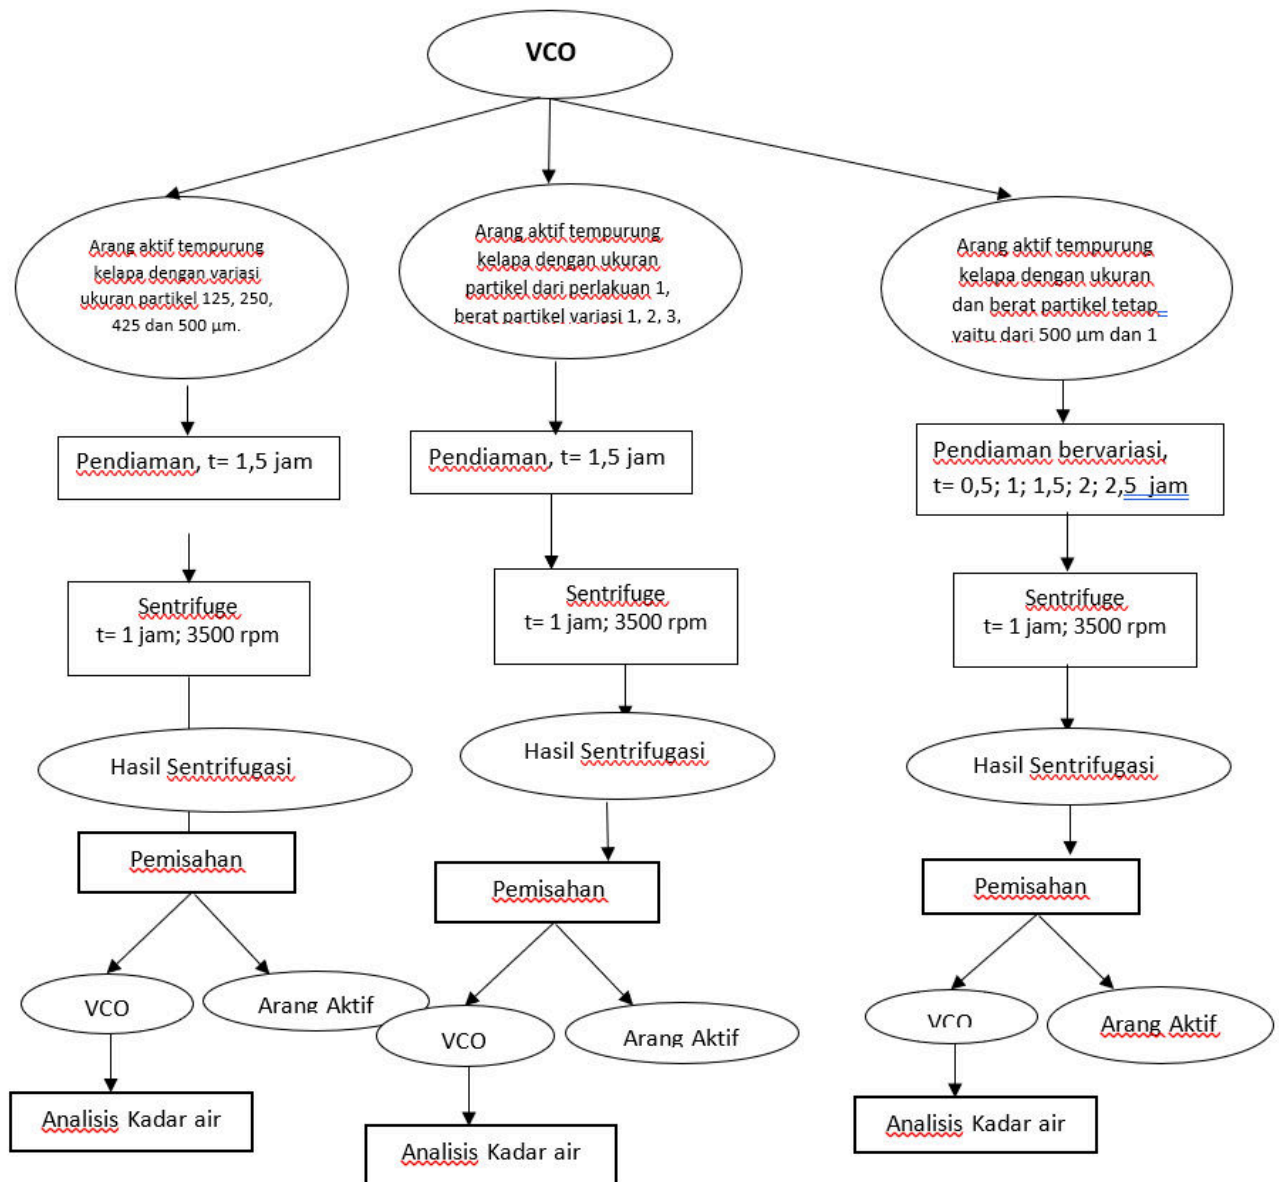 VCO
Arang aktif tempurung
kelapa dengan variasi
ukuran partikel 125, 250,
425 dan 500 μm.
Pendiaman, t= 1,5 jam
Sentrifuge
t= 1 jam; 3500 rpm
Hasil Sentrifugasi
Pemisahan
VCO
Arang Aktif
Analisis Kadar air
Arang aktif tempurung
kelapa dengan ukuran
partikel dari perlakuan 1,
berat partikel variasi 1, 2, 3,
Pendiaman, t= 1,5 jam
Sentrifuge
t= 1 jam; 3500 rpm
Hasil Sentrifugasi
Pemisahan
VCO
Arang Aktif
Analisis Kadar air
Arang aktif tempurung
kelapa dengan ukuran
dan berat partikel tetap
yaitu dari 500 μm dan 1
Pendiaman bervariasi,
t= 0,5; 1; 1,5; 2; 2,5 jam
Sentrifuge
t= 1 jam; 3500 rpm
Hasil Sentrifugasi
Pemisahan
VCO
Arang Aktif
Analisis Kadar air